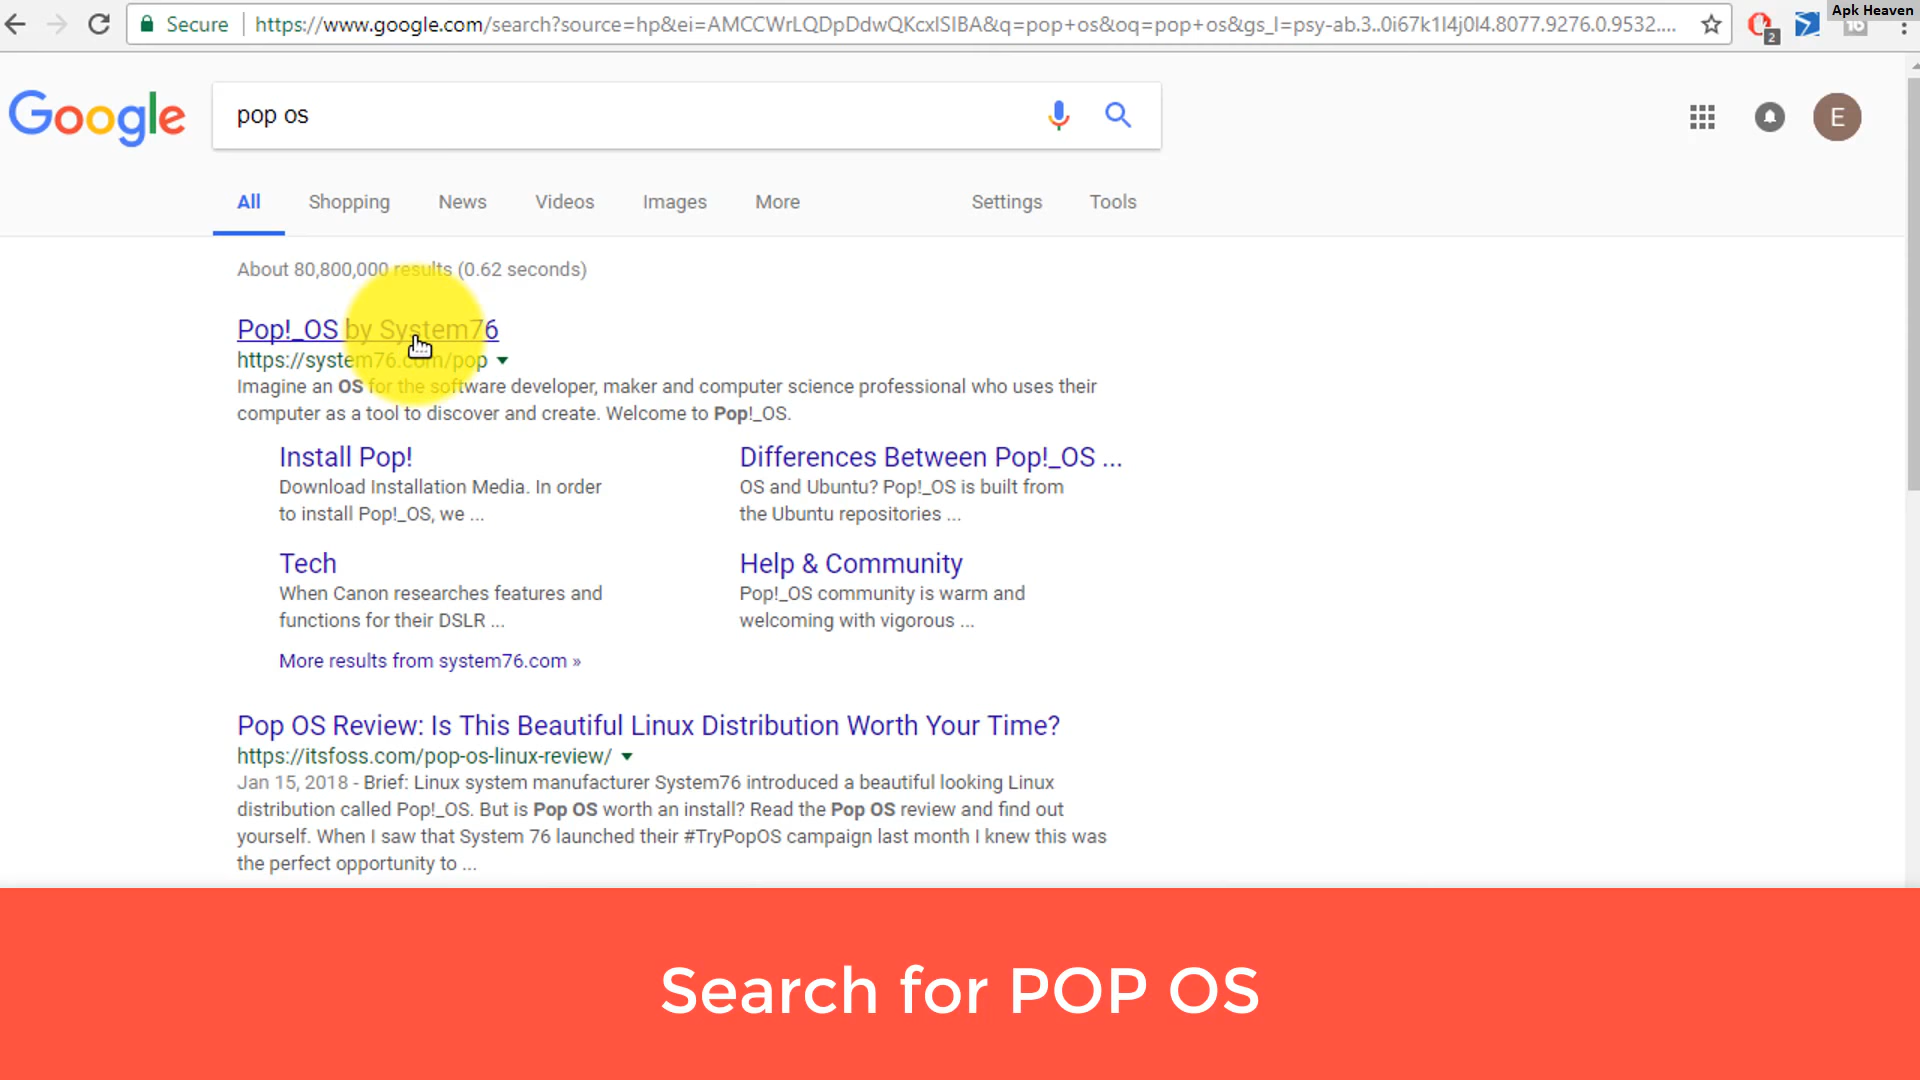 Apk Heaven
Secure
https://www.google.com/search?source=hp&ei=AMCCWrLQDpDdwQKcxISIBA&q=pop+os&oq=pop+os&gs_l=psy-ab.3..0i67k1l4j0l4.8077.9276.0.9532....
2
16
Google
pop os
E
All Shopping News Videos Images More Settings Tools
About 80,800,000 results (0.62 seconds)
Pop!_OS by System76
https://system76.com/pop
Imagine an OS for the software developer, maker and computer science professional who uses their
computer as a tool to discover and create. Welcome to Pop!_OS.
Install Pop!
Download Installation Media. In order
to install Pop!_OS, we ...
Differences Between Pop!_OS ...
OS and Ubuntu? Pop!_OS is built from
the Ubuntu repositories ...
Tech
When Canon researches features and
functions for their DSLR ...
Help & Community
Pop!_OS community is warm and
welcoming with vigorous ...
More results from system76.com »
Pop OS Review: Is This Beautiful Linux Distribution Worth Your Time?
https://itsfoss.com/pop-os-linux-review/
Jan 15, 2018 - Brief: Linux system manufacturer System76 introduced a beautiful looking Linux
distribution called Pop!_OS. But is Pop OS worth an install? Read the Pop OS review and find out
yourself. When I saw that System 76 launched their #TryPopOS campaign last month I knew this was
the perfect opportunity to ...
Search for POP OS